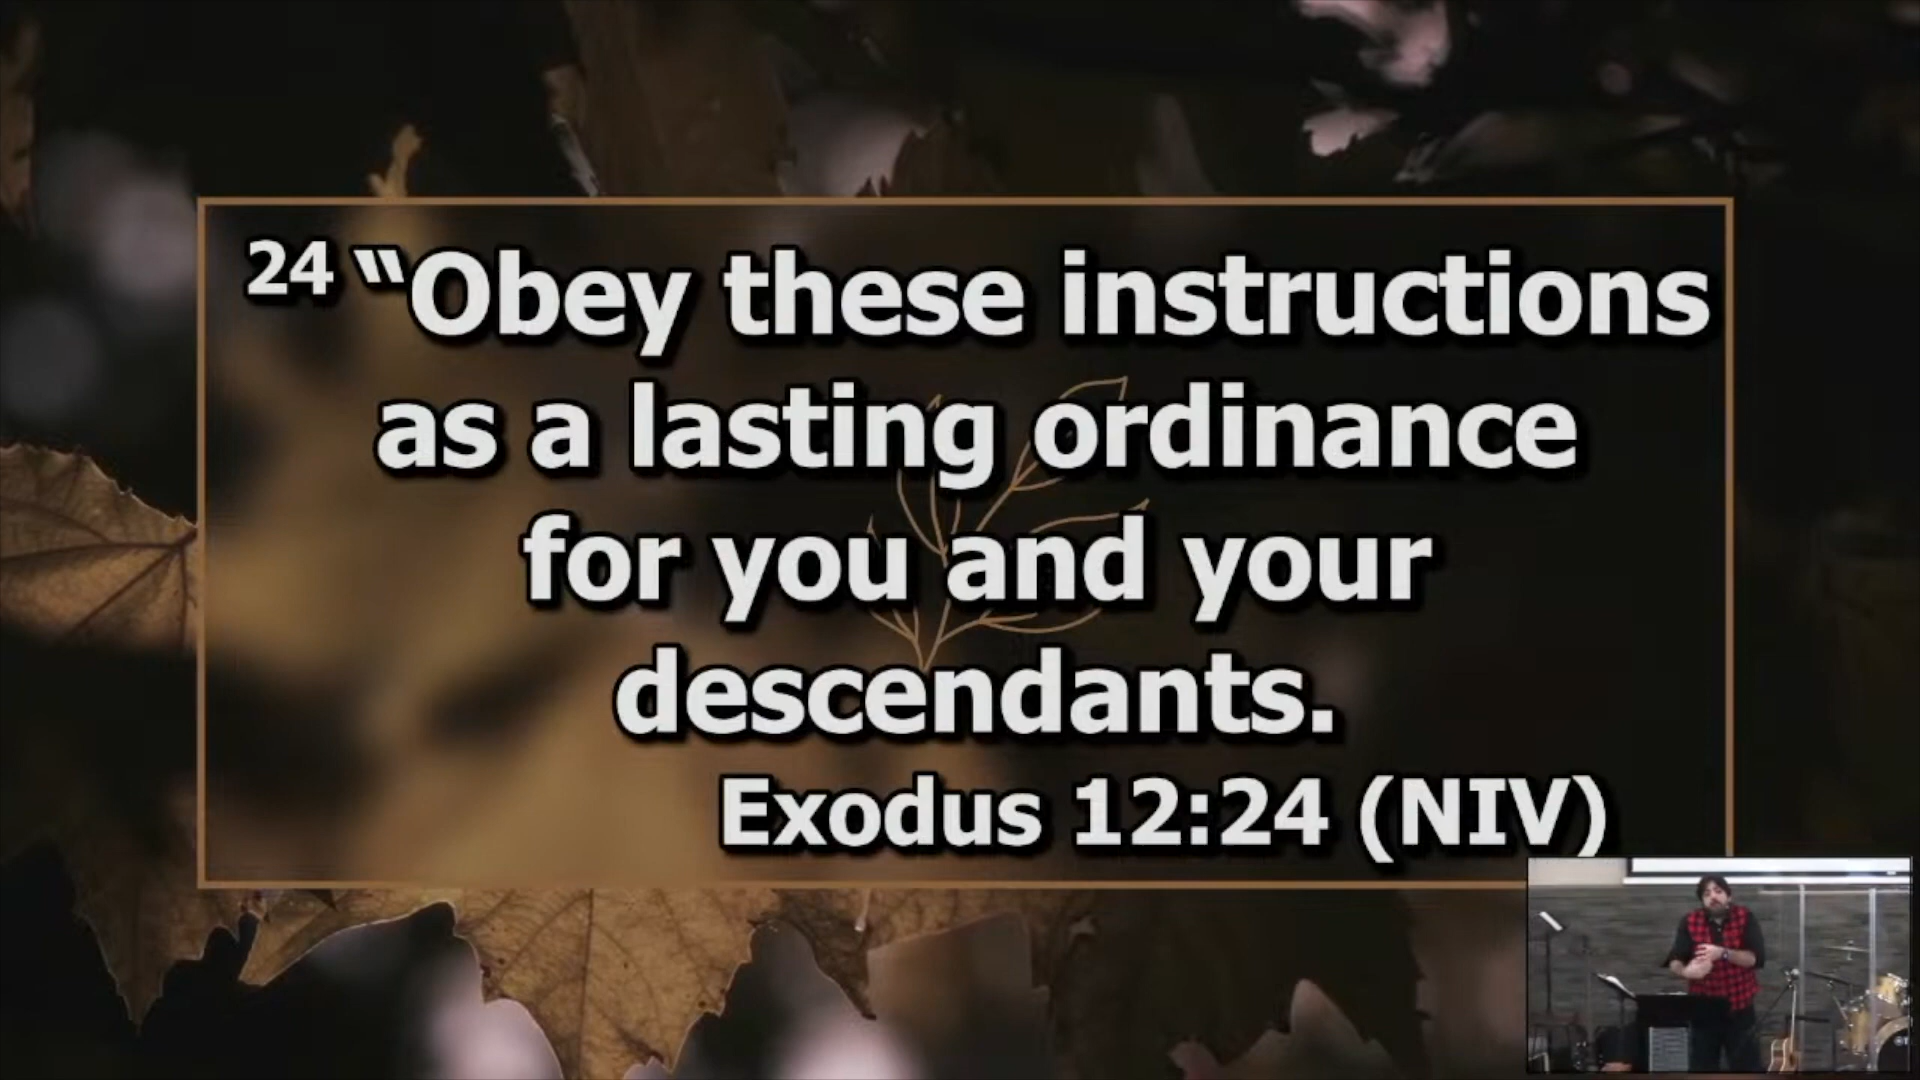 24 “Obey these instructions
as a lasting ordinance
for you and your
descendants.
Exodus 12:24 (NIV)